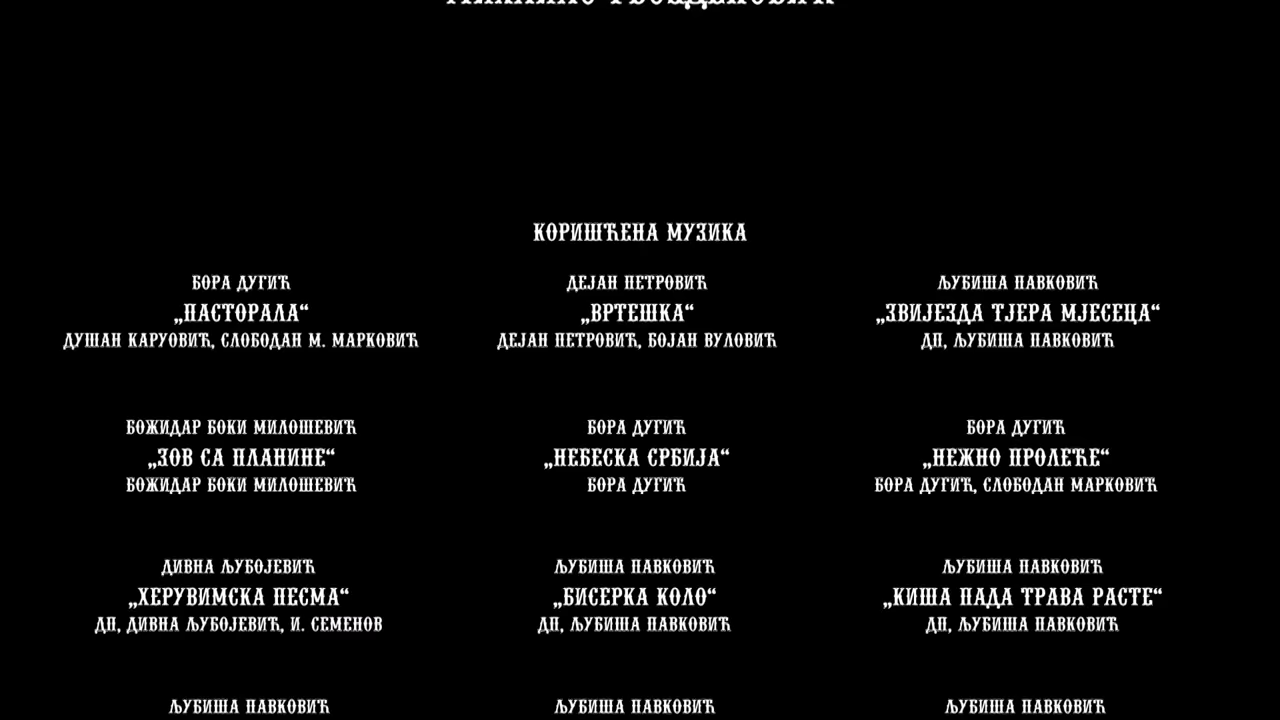 КОРИШЋЕНА МУЗИКА
БОРА ДУГИЋ
„ПАСТОРАЛА“
ДУШАН КАРУОВИЋ, СЛОБОДАН М. МАРКОВИЋ
ДЕЈАН ПЕТРОВИЋ
„ВРТЕШКА“
ДЕЈАН ПЕТРОВИЋ, БОЈАН ВУЛОВИЋ
ЉУБИША ПАВКОВИЋ
„ЗВИЈЕЗДА ТЈЕРА МЈЕСЕЦА“
ДП, ЉУБИША ПАВКОВИЋ
БОЖИДАР БОКИ МИЛОШЕВИЋ
„ЗОВ СА ПЛАНИНЕ“
БОЖИДАР БОКИ МИЛОШЕВИЋ
БОРА ДУГИЋ
„НЕБЕСКА СРБИЈА“
БОРА ДУГИЋ
БОРА ДУГИЋ
„НЕЖНО ПРОЛЕЋЕ“
БОРА ДУГИЋ, СЛОБОДАН МАРКОВИЋ
ДИВНА ЉУБОЈЕВИЋ
„ХЕРУВИМСКА ПЕСМА“
ДП, ДИВНА ЉУБОЈЕВИЋ, И. СЕМЕНОВ
ЉУБИША ПАВКОВИЋ
„БИСЕРКА КОЛО“
ДП, ЉУБИША ПАВКОВИЋ
ЉУБИША ПАВКОВИЋ
„КИША ПАДА ТРАВА РАСТЕ“
ДП, ЉУБИША ПАВКОВИЋ
ЉУБИША ПАВКОВИЋ
ЉУБИША ПАВКОВИЋ
ЉУБИША ПАВКОВИЋ